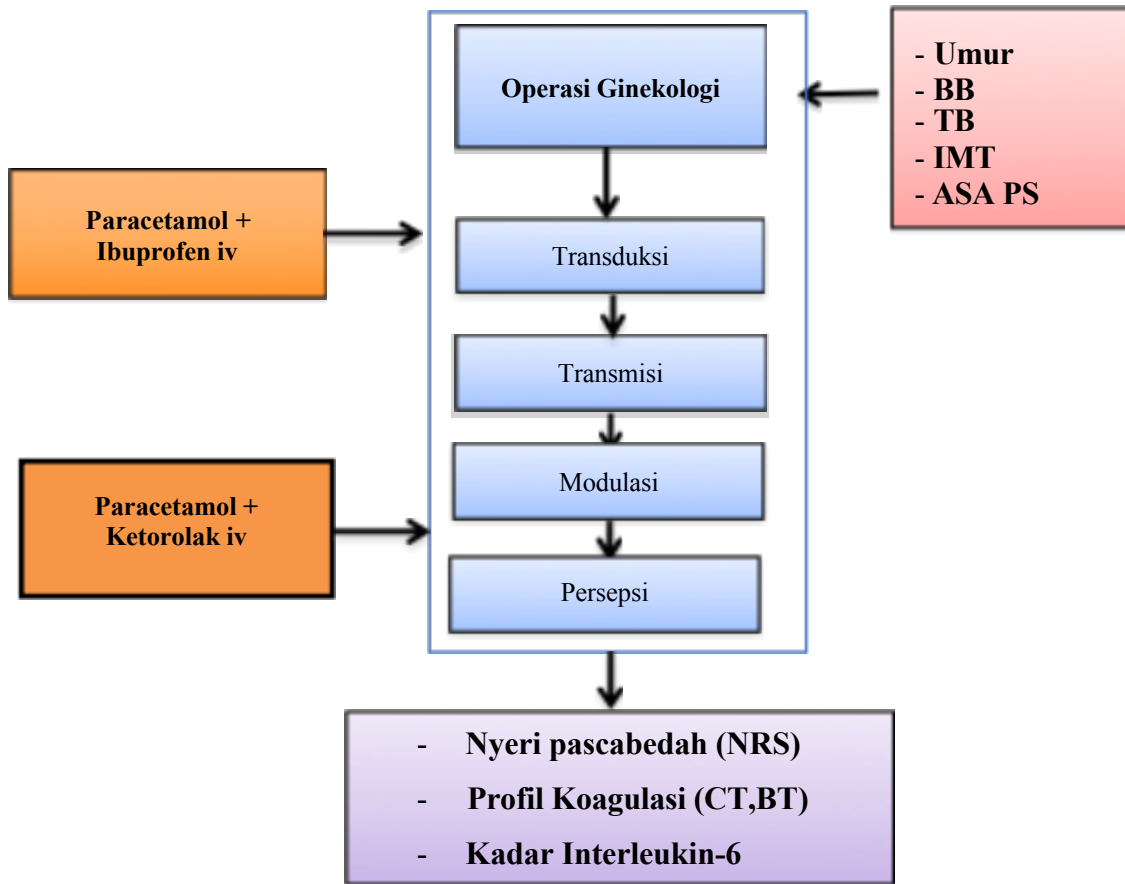 Operasi Ginekologi
- Umur
- BB
- TB
- IMT
- ASA PS
Paracetamol +
Ibuprofen iv
Transduksi
Transmisi
Modulasi
Paracetamol +
Ketorolak iv
Persepsi
- Nyeri pascabedah (NRS)
- Profil Koagulasi (CT,BT)
- Kadar Interleukin-6